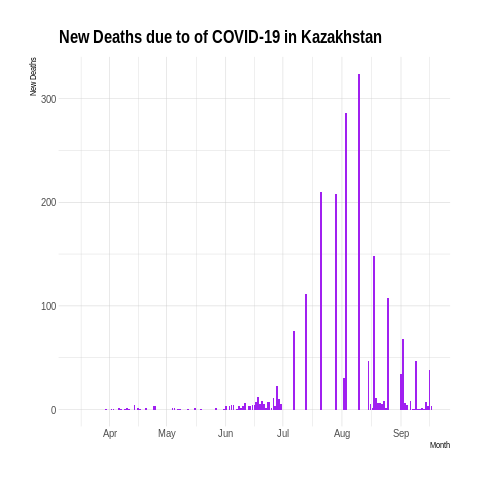 New Deaths due to of COVID-19 in Kazakhstan
New Deaths
300
200
100
0
Apr May Jun Jul Aug Sep
Month